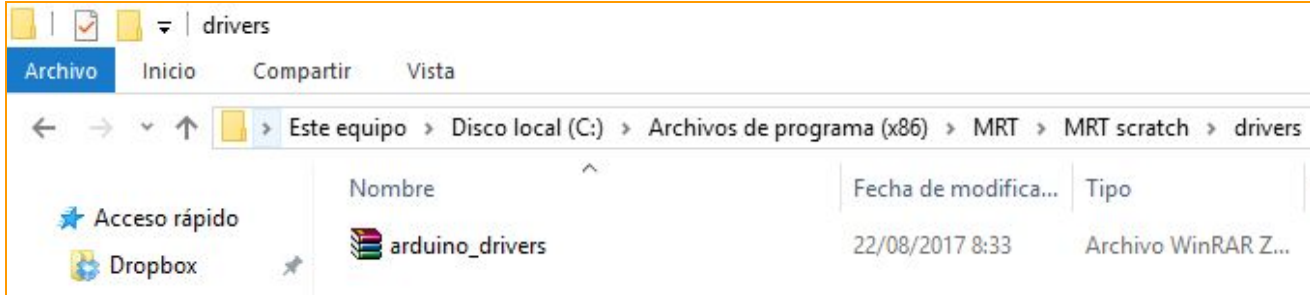 drivers
Archivo Inicio Compartir Vista
Este equipo > Disco local (C:) > Archivos de programa (x86) > MRT > MRT scratch > drivers
Nombre Fecha de modifica... Tipo
Acceso rápido
arduino_drivers 22/08/2017 8:33 Archivo WinRAR Z...
Dropbox